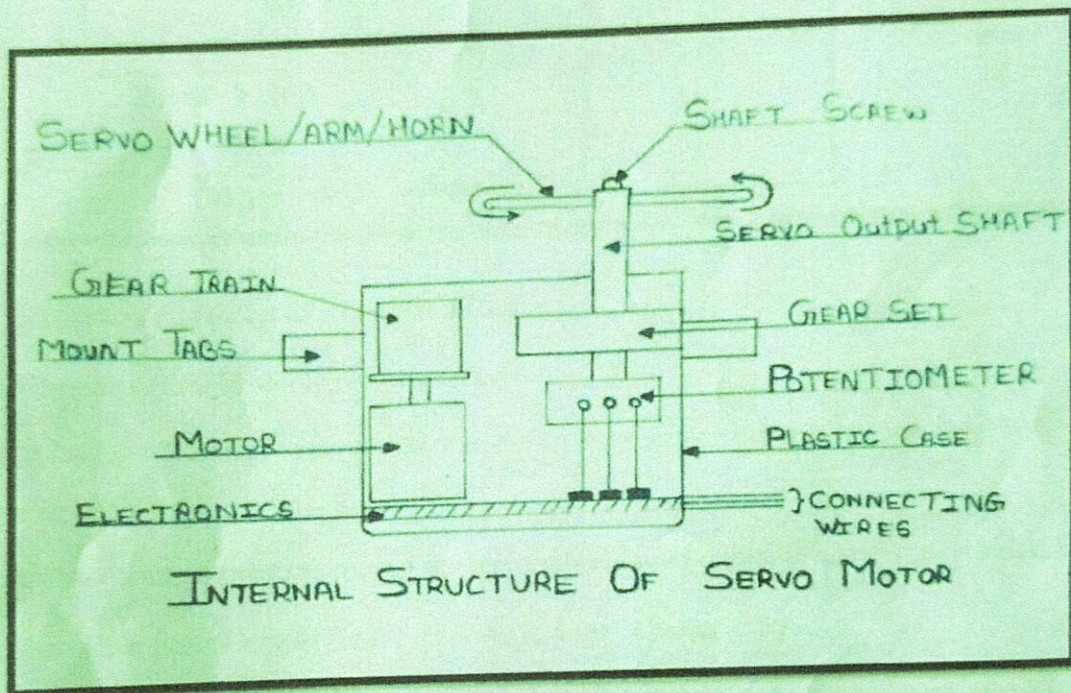 SERVO WHEEL/ARM/HORN
SHAFT SCREW
SERVO Output SHAFT
GEAR TRAIN
GEAR SET
MOUNT TABS
POTENTIOMETER
MOTOR
PLASTIC CASE
ELECTRONICS
}CONNECTING
WIRES
INTERNAL STRUCTURE OF SERVO MOTOR